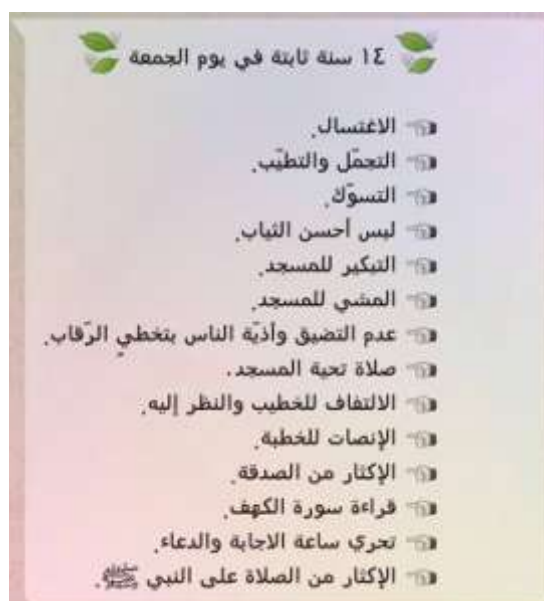 ١٤ سنة ثابتة في يوم الجمعة
الاغتسال.
التجمّل والتطيّب.
التسوّك.
لبس أحسن الثياب.
التبكير للمسجد.
المشي للمسجد.
عدم التضيق وأذيّة الناس بتخطي الرّقاب.
صلاة تحية المسجد.
الالتفاف للخطيب والنظر إليه.
الإنصات للخطبة.
الإكثار من الصدقة.
قراءة سورة الكهف.
تحري ساعة الاجابة والدعاء.
الإكثار من الصلاة على النبي ﷺ.